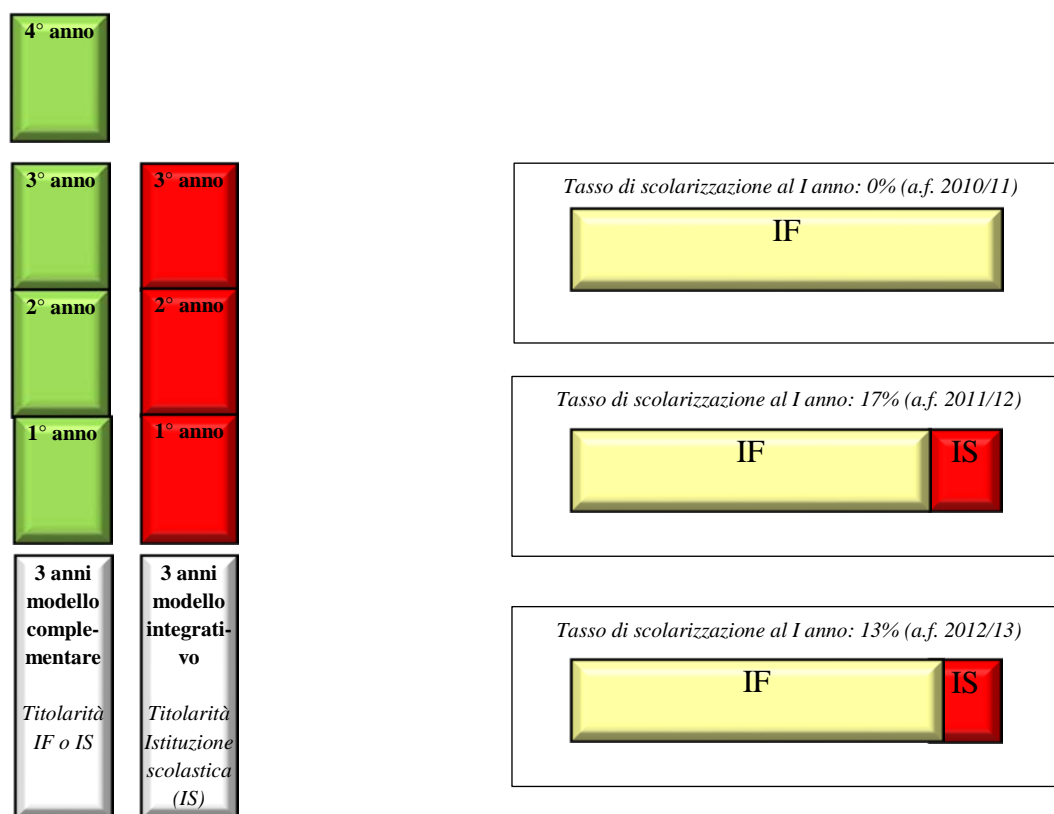 4° anno
3° anno
2° anno
1° anno
3 anni
modello
comple-
mentare
Titolarità
IF o IS
3° anno
2° anno
1° anno
3 anni
modello
integrati-
vo
Titolarità
Istituzione
scolastica
(IS)
Tasso di scolarizzazione al I anno: 0% (a.f. 2010/11)
IF
Tasso di scolarizzazione al I anno: 17% (a.f. 2011/12)
IF IS
Tasso di scolarizzazione al I anno: 13% (a.f. 2012/13)
IF IS